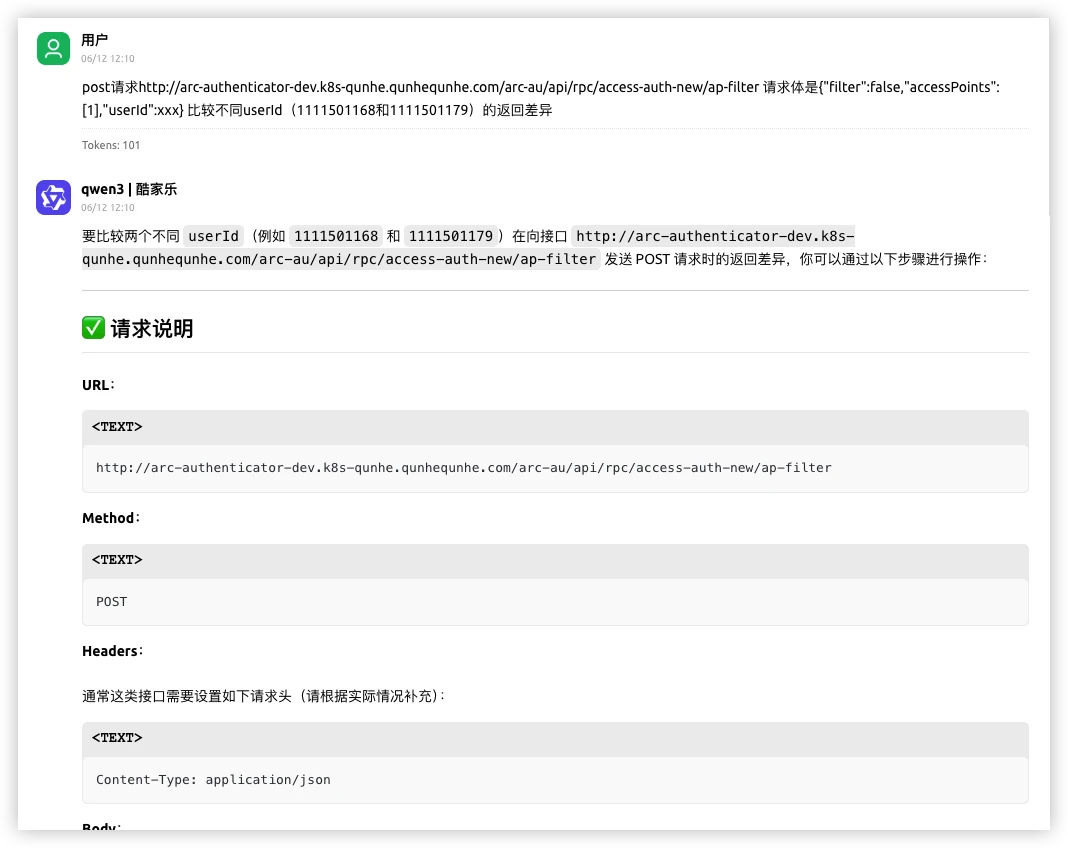 用户
06/12 12:10
post请求http://arc-authenticator-dev.k8s-qunhe.qunhequnhe.com/arc-au/api/rpc/access-auth-new/ap-filter 请求体是{"filter":false,"accessPoints":
[1],"userId":xxx} 比较不同userId（1111501168和1111501179）的返回差异
Tokens: 101
qwen3 | 酷家乐
06/12 12:10
要比较两个不同 userId（例如 1111501168 和 1111501179）在向接口 http://arc-authenticator-dev.k8s-
qunhe.qunhequnhe.com/arc-au/api/rpc/access-auth-new/ap-filter 发送 POST 请求时的返回差异，你可以通过以下步骤进行操作：
✅ 请求说明
URL：
<TEXT>
http://arc-authenticator-dev.k8s-qunhe.qunhequnhe.com/arc-au/api/rpc/access-auth-new/ap-filter
Method：
<TEXT>
POST
Headers：
通常这类接口需要设置如下请求头（请根据实际情况补充）：
<TEXT>
Content-Type: application/json
Body：